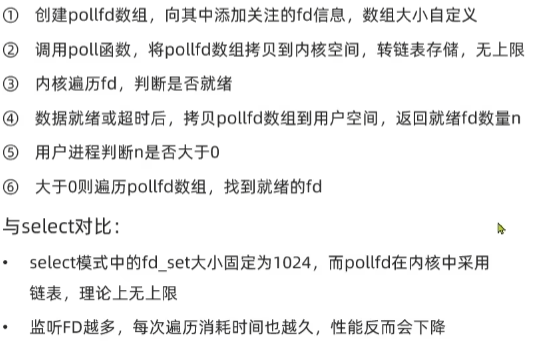 ① 创建pollfd数组，向其中添加关注的fd信息，数组大小自定义
② 调用poll函数，将pollfd数组拷贝到内核空间，转链表存储，无上限
③ 内核遍历fd，判断是否就绪
④ 数据就绪或超时后，拷贝pollfd数组到用户空间，返回就绪fd数量n
⑤ 用户进程判断n是否大于0
⑥ 大于0则遍历pollfd数组，找到就绪的fd
与select对比：
• select模式中的fd_set大小固定为1024，而pollfd在内核中采用
链表，理论上无上限
• 监听FD越多，每次遍历消耗时间也越久，性能反而会下降